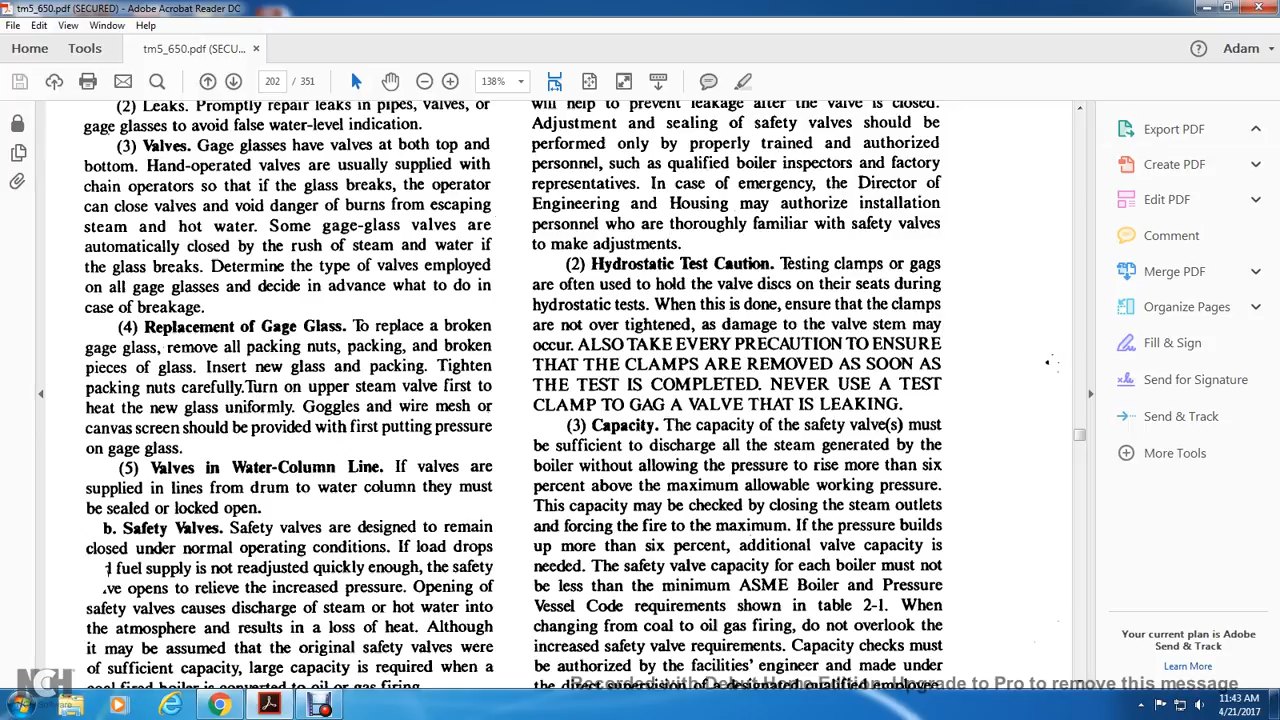 tm5_650.pdf (SECURED) - Adobe Acrobat Reader DC
File Edit View Window Help
Home Tools tm5_650.pdf (SECU... × Adam
202 / 351 138%
(2) Leaks. Promptly repair leaks in pipes, valves, or
gage glasses to avoid false water-level indication.
(3) Valves. Gage glasses have valves at both top and
bottom. Hand-operated valves are usually supplied with
chain operators so that if the glass breaks, the operator
can close valves and void danger of burns from escaping
steam and hot water. Some gage-glass valves are
automatically closed by the rush of steam and water if
the glass breaks. Determine the type of valves employed
on all gage glasses and decide in advance what to do in
case of breakage.
(4) Replacement of Gage Glass. To replace a broken
gage glass, remove all packing nuts, packing, and broken
pieces of glass. Insert new glass and packing. Tighten
packing nuts carefully.Turn on upper steam valve first to
heat the new glass uniformly. Goggles and wire mesh or
canvas screen should be provided with first putting pressure
on gage glass.
(5) Valves in Water-Column Line. If valves are
supplied in lines from drum to water column they must
be sealed or locked open.
b. Safety Valves. Safety valves are designed to remain
closed under normal operating conditions. If load drops
fuel supply is not readjusted quickly enough, the safety
ve opens to relieve the increased pressure. Opening of
safety valves causes discharge of steam or hot water into
the atmosphere and results in a loss of heat. Although
it may be assumed that the original safety valves were
of sufficient capacity, large capacity is required when a
coal fired boiler is converted to oil or gas firing.
will help to prevent leakage after the valve is closed.
Adjustment and sealing of safety valves should be
performed only by properly trained and authorized
personnel, such as qualified boiler inspectors and factory
representatives. In case of emergency, the Director of
Engineering and Housing may authorize installation
personnel who are thoroughly familiar with safety valves
to make adjustments.
(2) Hydrostatic Test Caution. Testing clamps or gags
are often used to hold the valve discs on their seats during
hydrostatic tests. When this is done, ensure that the clamps
are not over tightened, as damage to the valve stem may
occur. ALSO TAKE EVERY PRECAUTION TO ENSURE
THAT THE CLAMPS ARE REMOVED AS SOON AS
THE TEST IS COMPLETED. NEVER USE A TEST
CLAMP TO GAG A VALVE THAT IS LEAKING.
(3) Capacity. The capacity of the safety valve(s) must
be sufficient to discharge all the steam generated by the
boiler without allowing the pressure to rise more than six
percent above the maximum allowable working pressure.
This capacity may be checked by closing the steam outlets
and forcing the fire to the maximum. If the pressure builds
up more than six percent, additional valve capacity is
needed. The safety valve capacity for each boiler must not
be less than the minimum ASME Boiler and Pressure
Vessel Code requirements shown in table 2-1. When
changing from coal to oil gas firing, do not overlook the
increased safety valve requirements. Capacity checks must
be authorized by the facilities' engineer and made under
the direct supervision of a designated qualified employee
Export PDF
Create PDF
Edit PDF
Comment
Merge PDF
Organize Pages
Fill & Sign
Send for Signature
Send & Track
More Tools
Your current plan is Adobe
Send & Track
Learn More
Recorded with Debut Home Edition. Upgrade to Pro to remove this message
NCH
Software
11:43 AM
4/21/2017